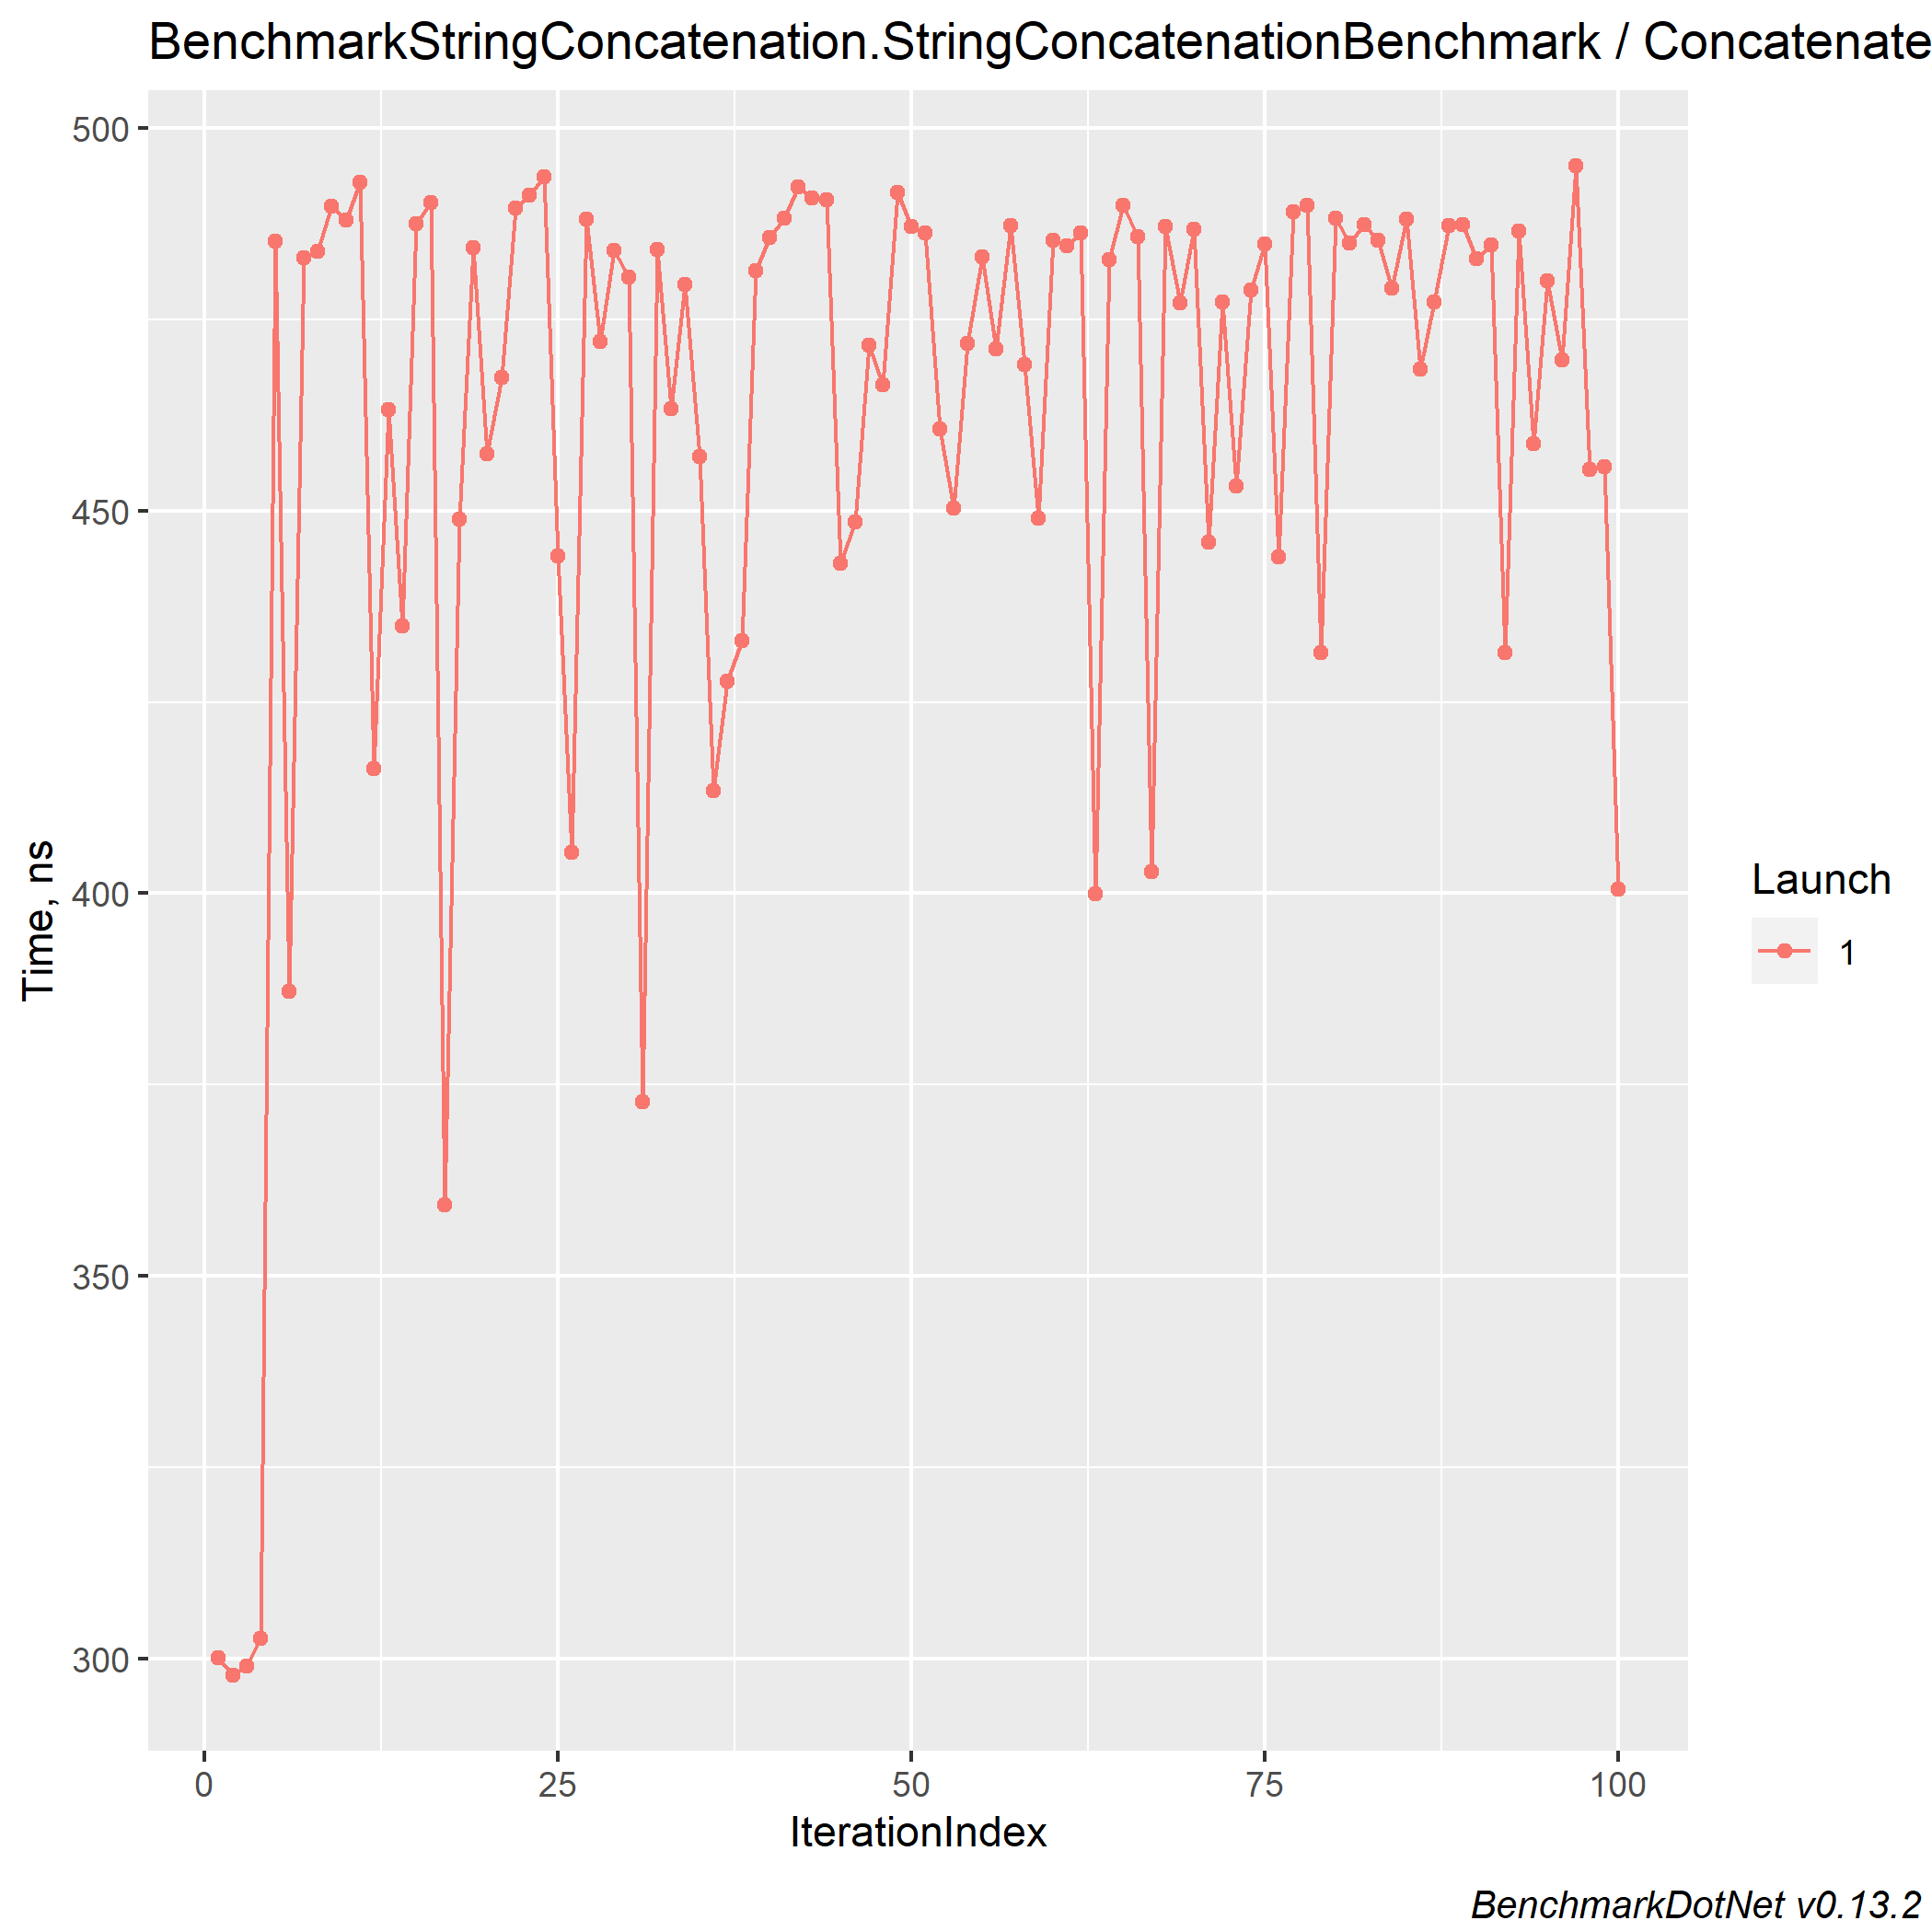 BenchmarkStringConcatenation.StringConcatenationBenchmark / Concatenate
500
450
400
350
300
Time, ns
0 25 50 75 100
IterationIndex
Launch
1
BenchmarkDotNet v0.13.2